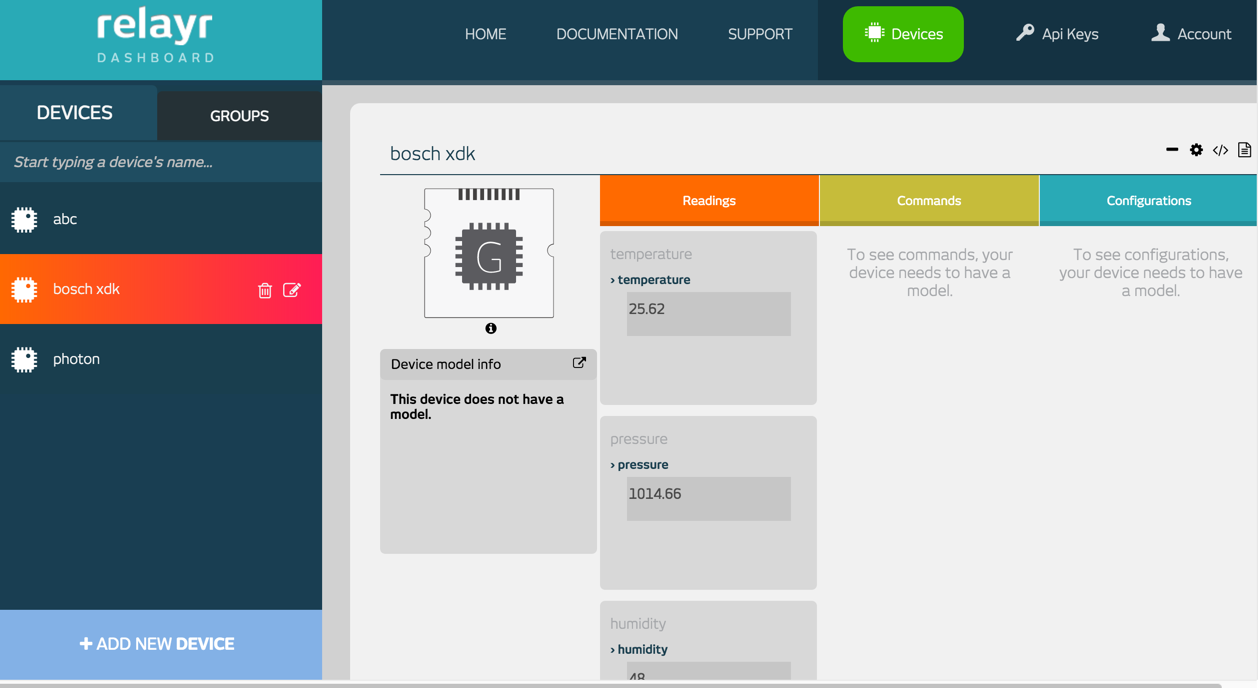 relayr
DASHBOARD
HOME
DOCUMENTATION
SUPPORT
Devices
Api Keys
Account
DEVICES
GROUPS
Start typing a device's name...
abc
bosch xdk
photon
+ ADD NEW DEVICE
bosch xdk
</>
G
Device model info
This device does not have a
model.
Readings
temperature
› temperature
25.62
pressure
› pressure
1014.66
humidity
› humidity
48
Commands
To see commands, your
device needs to have a
model.
Configurations
To see configurations,
your device needs to have
a model.